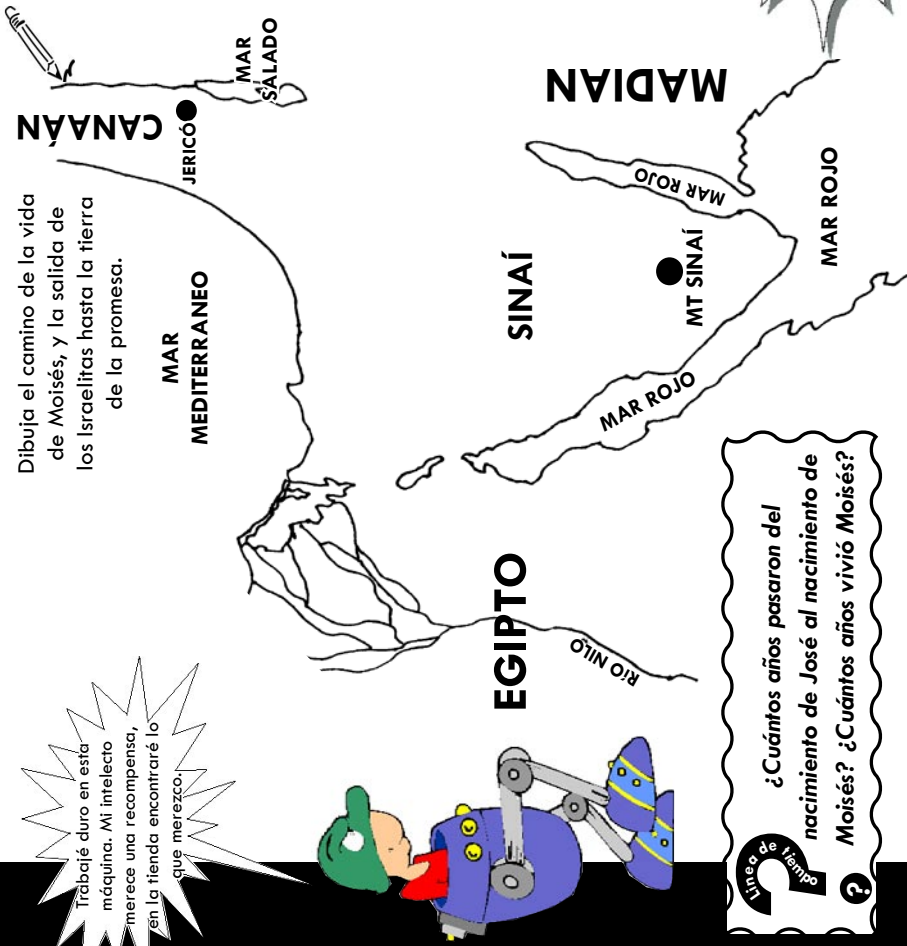 Dibuja el camino de la vida
de Moisés, y la salida de
los Israelitas hasta la tierra
de la promesa.
CANAÁN
JERICÓ
MAR
SALADO
MAR
MEDITERRANEO
SINAÍ
MADIAN
MAR ROJO
MT SINAÍ
MAR ROJO
MAR ROJO
EGIPTO
RÍO NILO
Trabajé duro en esta
máquina. Mi intelecto
merece una recompensa,
en la tienda encontraré lo
que merezco.
Línea de tiempo
¿Cuántos años pasaron del
nacimiento de José al nacimiento de
Moisés? ¿Cuántos años vivió Moisés?
?